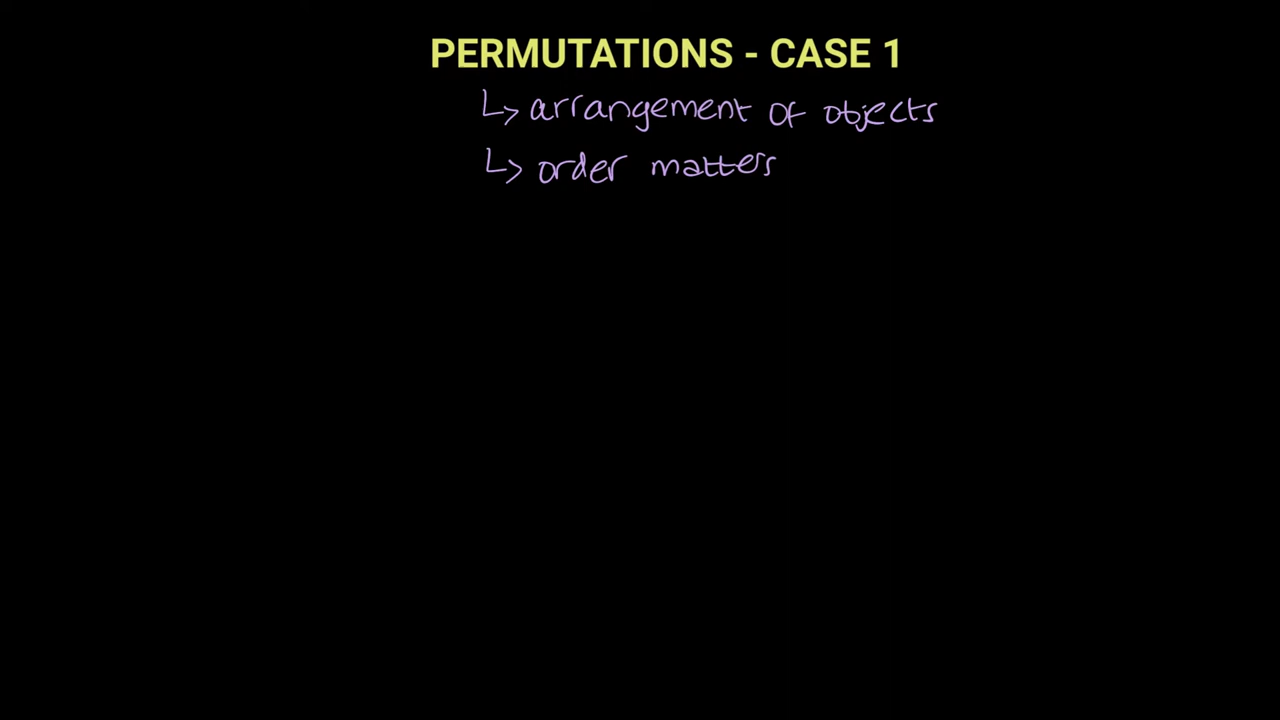 PERMUTATIONS - CASE 1
↳ arrangement of objects
↳ order matters